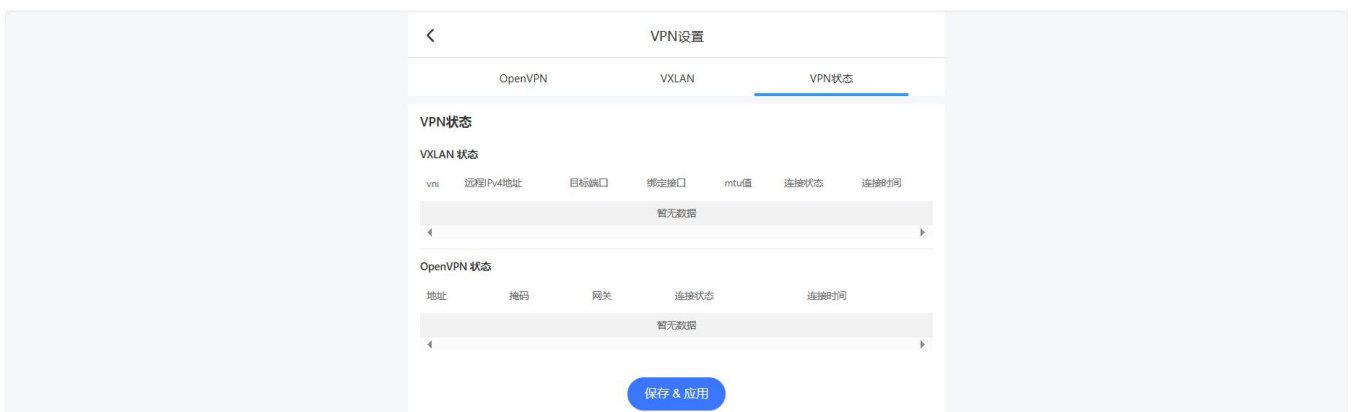 VPN设置
OpenVPN VXLAN VPN状态
VPN状态
VXLAN 状态
vni 远程IPv4地址 目标端口 绑定接口 mtu值 连接状态 连接时间
暂无数据
OpenVPN 状态
地址 掩码 网关 连接状态 连接时间
暂无数据
保存 & 应用